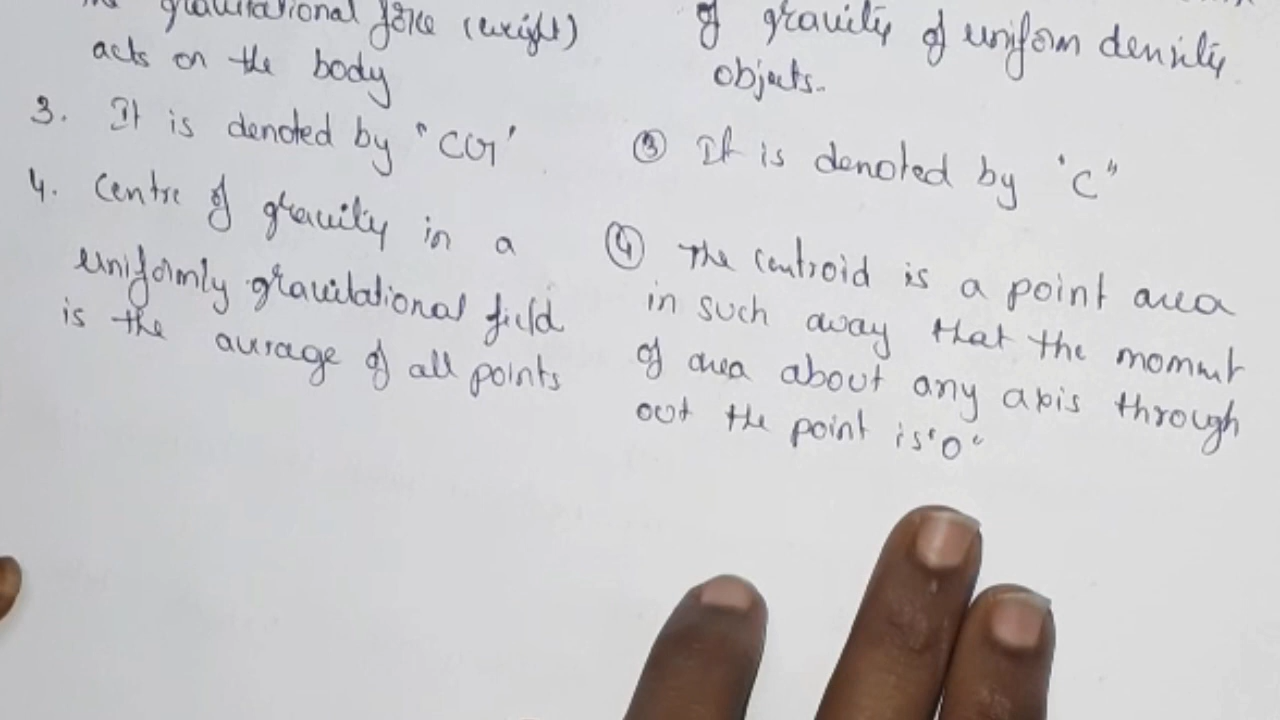 gravitational force (weight)
acts on the body
3. It is denoted by "CG'
4. Centre of gravity in a
uniformly gravitational field
is the average of all points
of gravity of uniform density
objects.
③ It is denoted by 'C"
④ The centroid is a point area
in such away that the moment
of area about any axis through
out the point is '0"